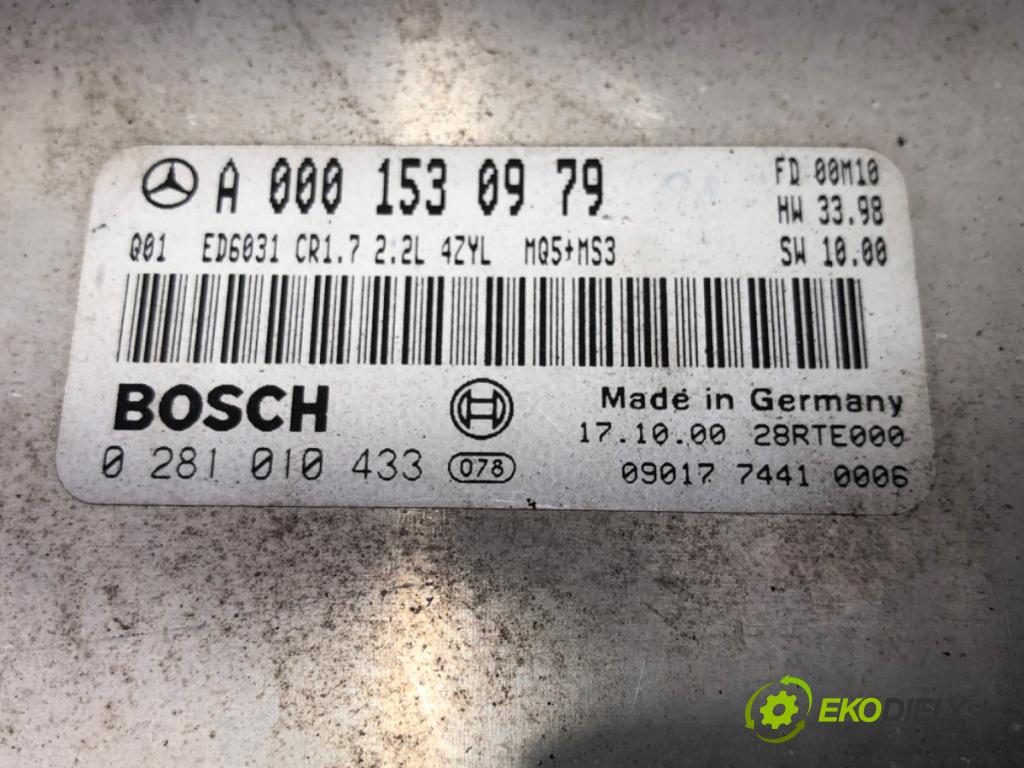 A 000 153 09 79
FD 00M10
HW 33.98
Q01 ED6031 CR1.7 2.2L 4ZYL MQ5+MS3
SW 10.00
BOSCH
Made in Germany
17.10.00 28RTE000
0 281 010 433 078
09017 7441 0006
EKODIELY.sk